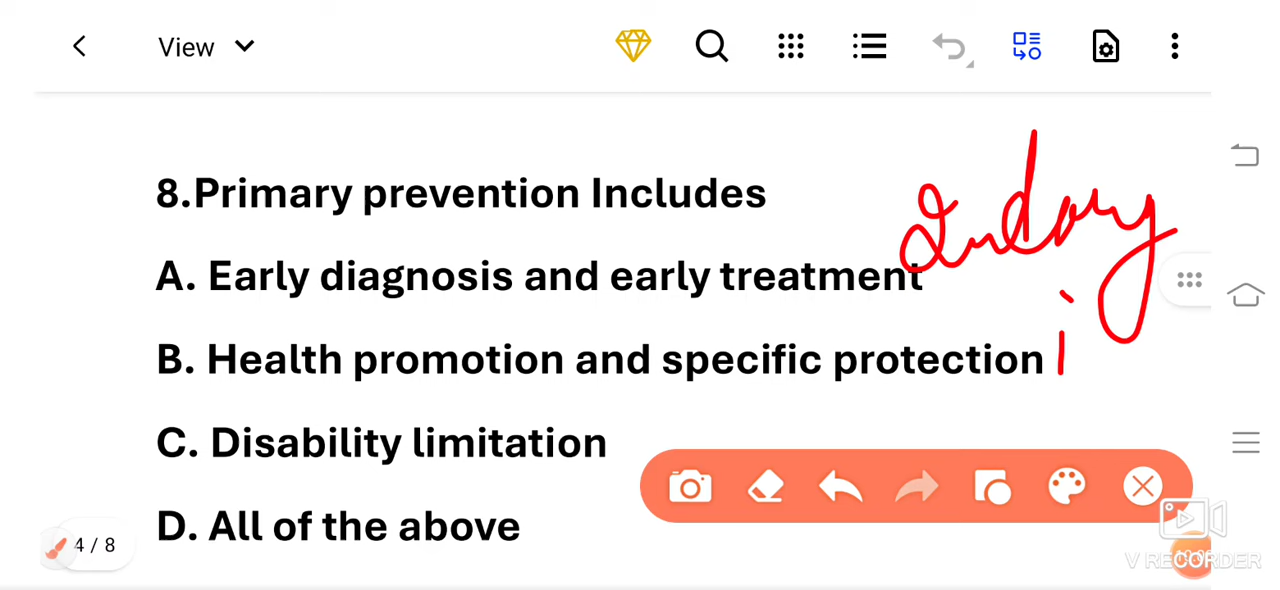 View
8.Primary prevention Includes
A. Early diagnosis and early treatment
B. Health promotion and specific protection
C. Disability limitation
D. All of the above
4 / 8
V RECORDER